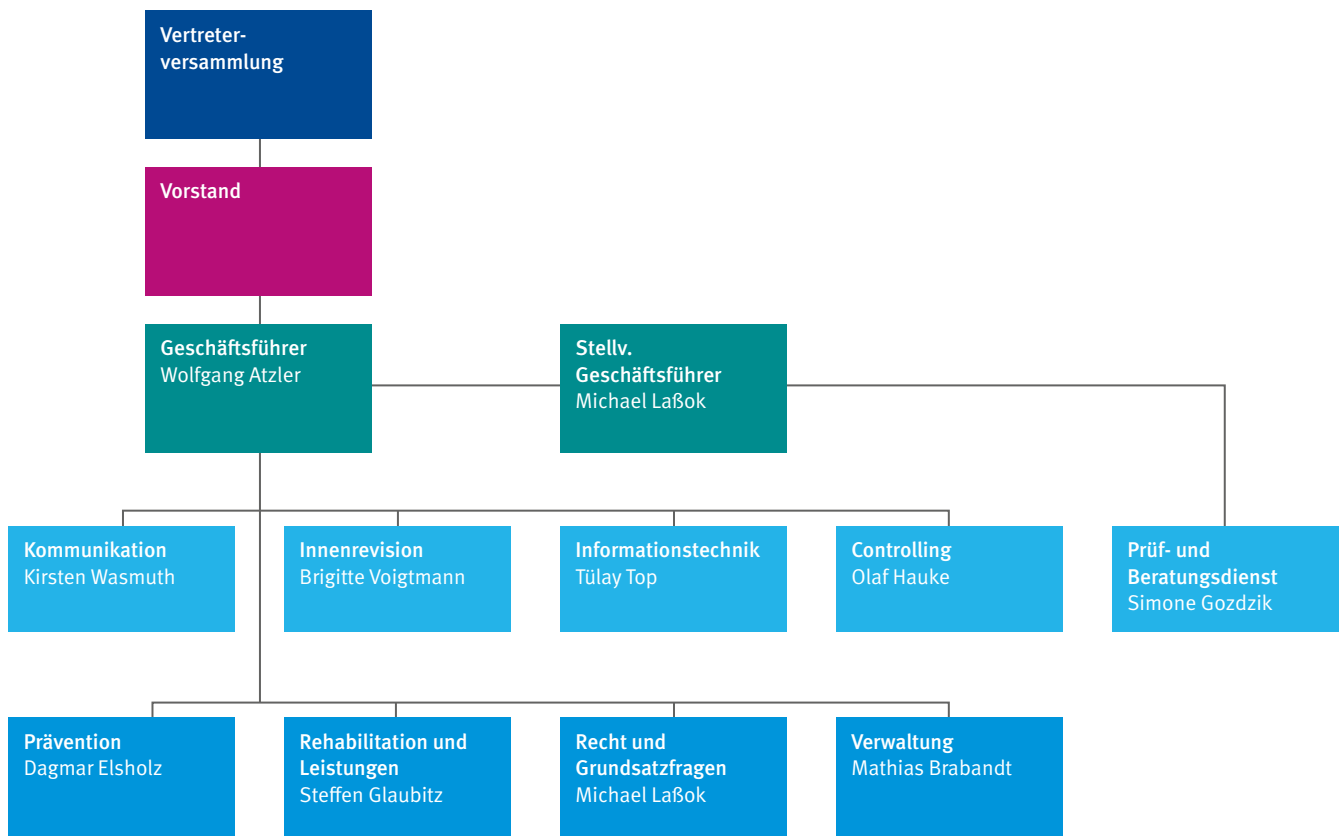 Vertreter-
versammlung
Vorstand
Geschäftsführer
Wolfgang Atzler
Stellv.
Geschäftsführer
Michael Laßok
Kommunikation
Kirsten Wasmuth
Innenrevision
Brigitte Voigtmann
Informationstechnik
Tülay Top
Controlling
Olaf Hauke
Prüf- und
Beratungsdienst
Simone Gozdzik
Prävention
Dagmar Elsholz
Rehabilitation und
Leistungen
Steffen Glaubitz
Recht und
Grundsatzfragen
Michael Laßok
Verwaltung
Mathias Brabandt